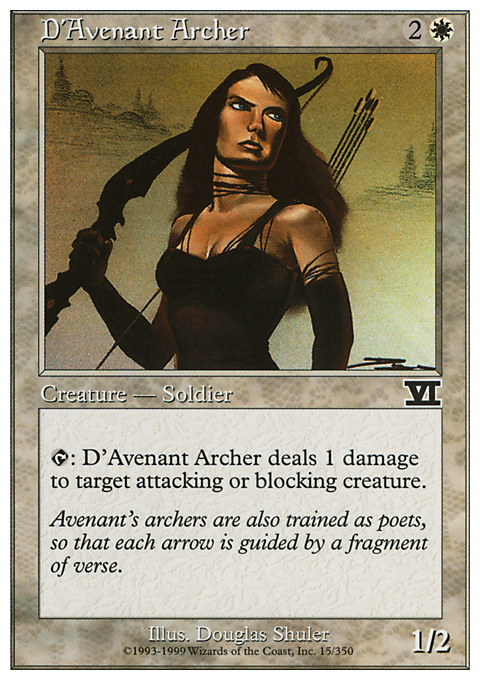 D'Avenant Archer 2
Creature — Soldier VI
: D'Avenant Archer deals 1 damage
to target attacking or blocking creature.
Avenant's archers are also trained as poets,
so that each arrow is guided by a fragment
of verse.
Illus. Douglas Shuler
©1993-1999 Wizards of the Coast, Inc. 15/350
1/2